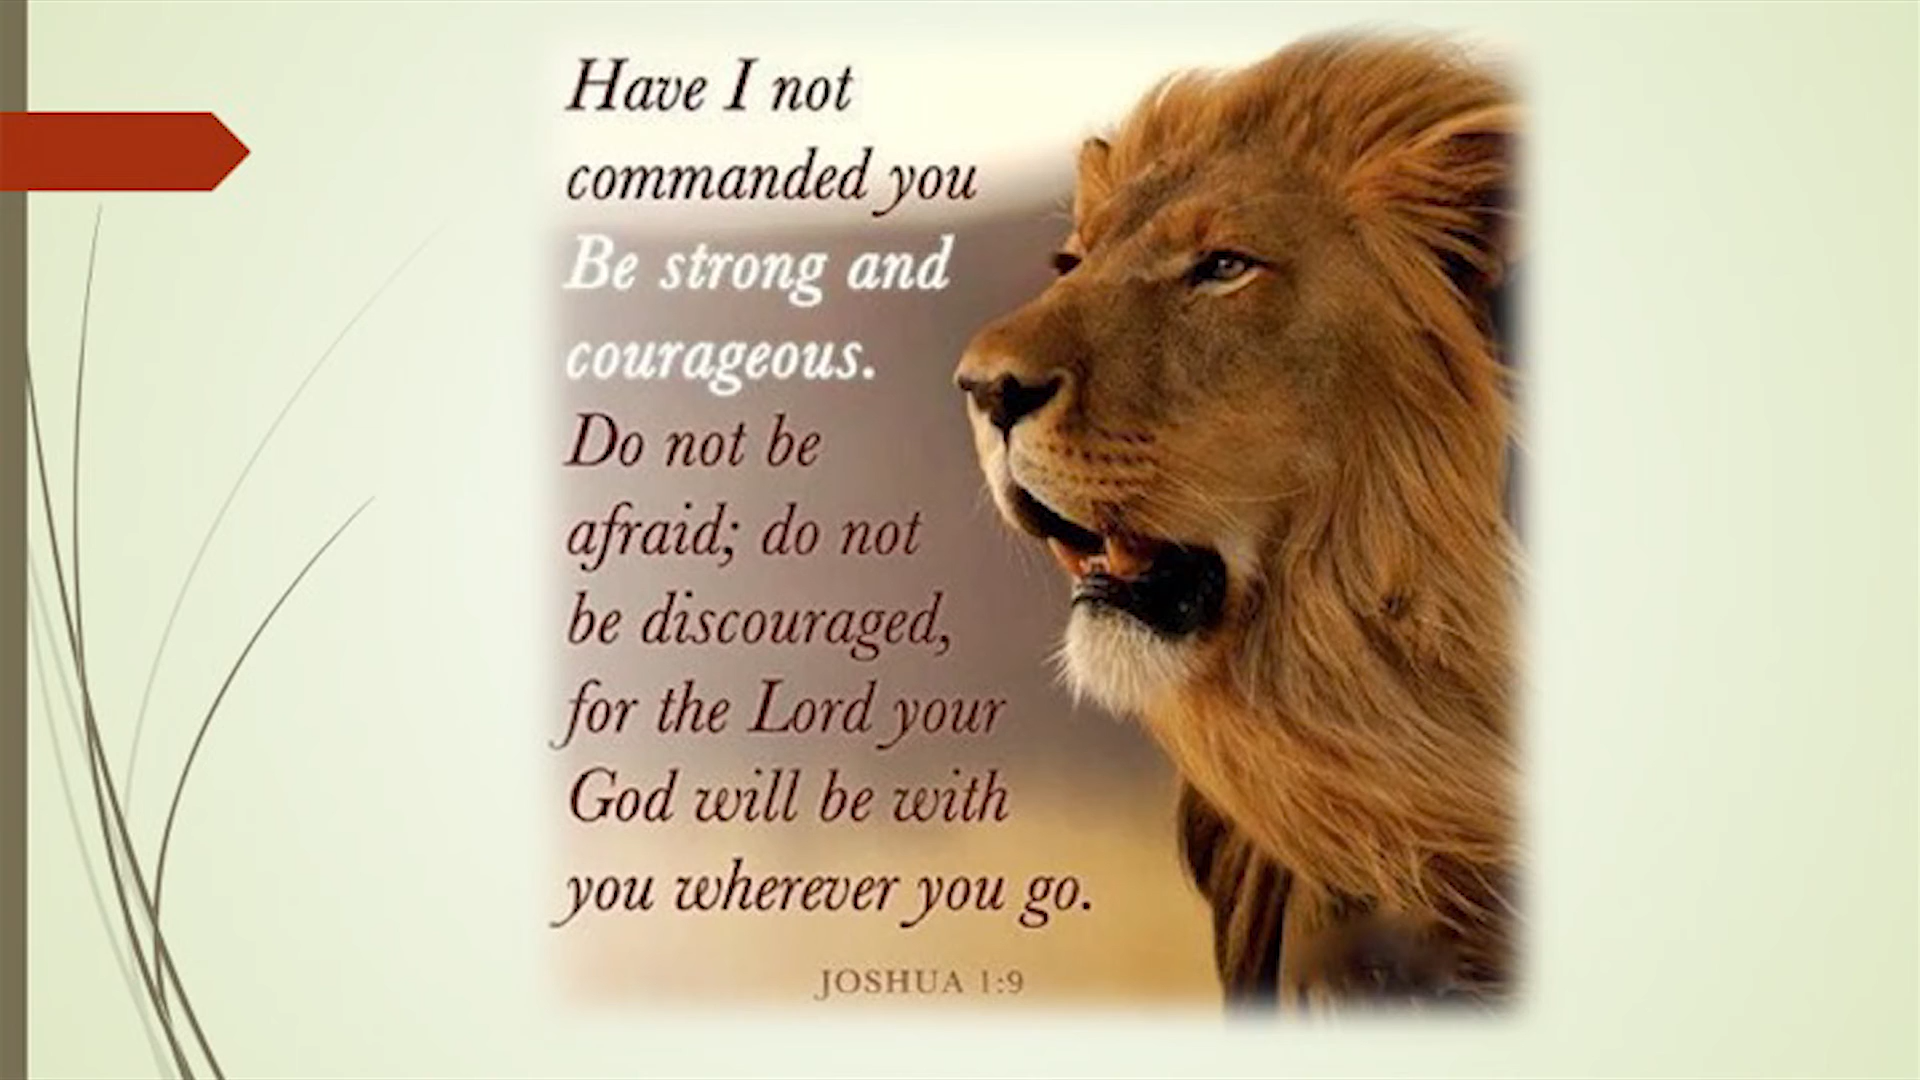 Have I not
commanded you
Be strong and
courageous.
Do not be
afraid; do not
be discouraged,
for the Lord your
God will be with
you wherever you go.
JOSHUA 1:9